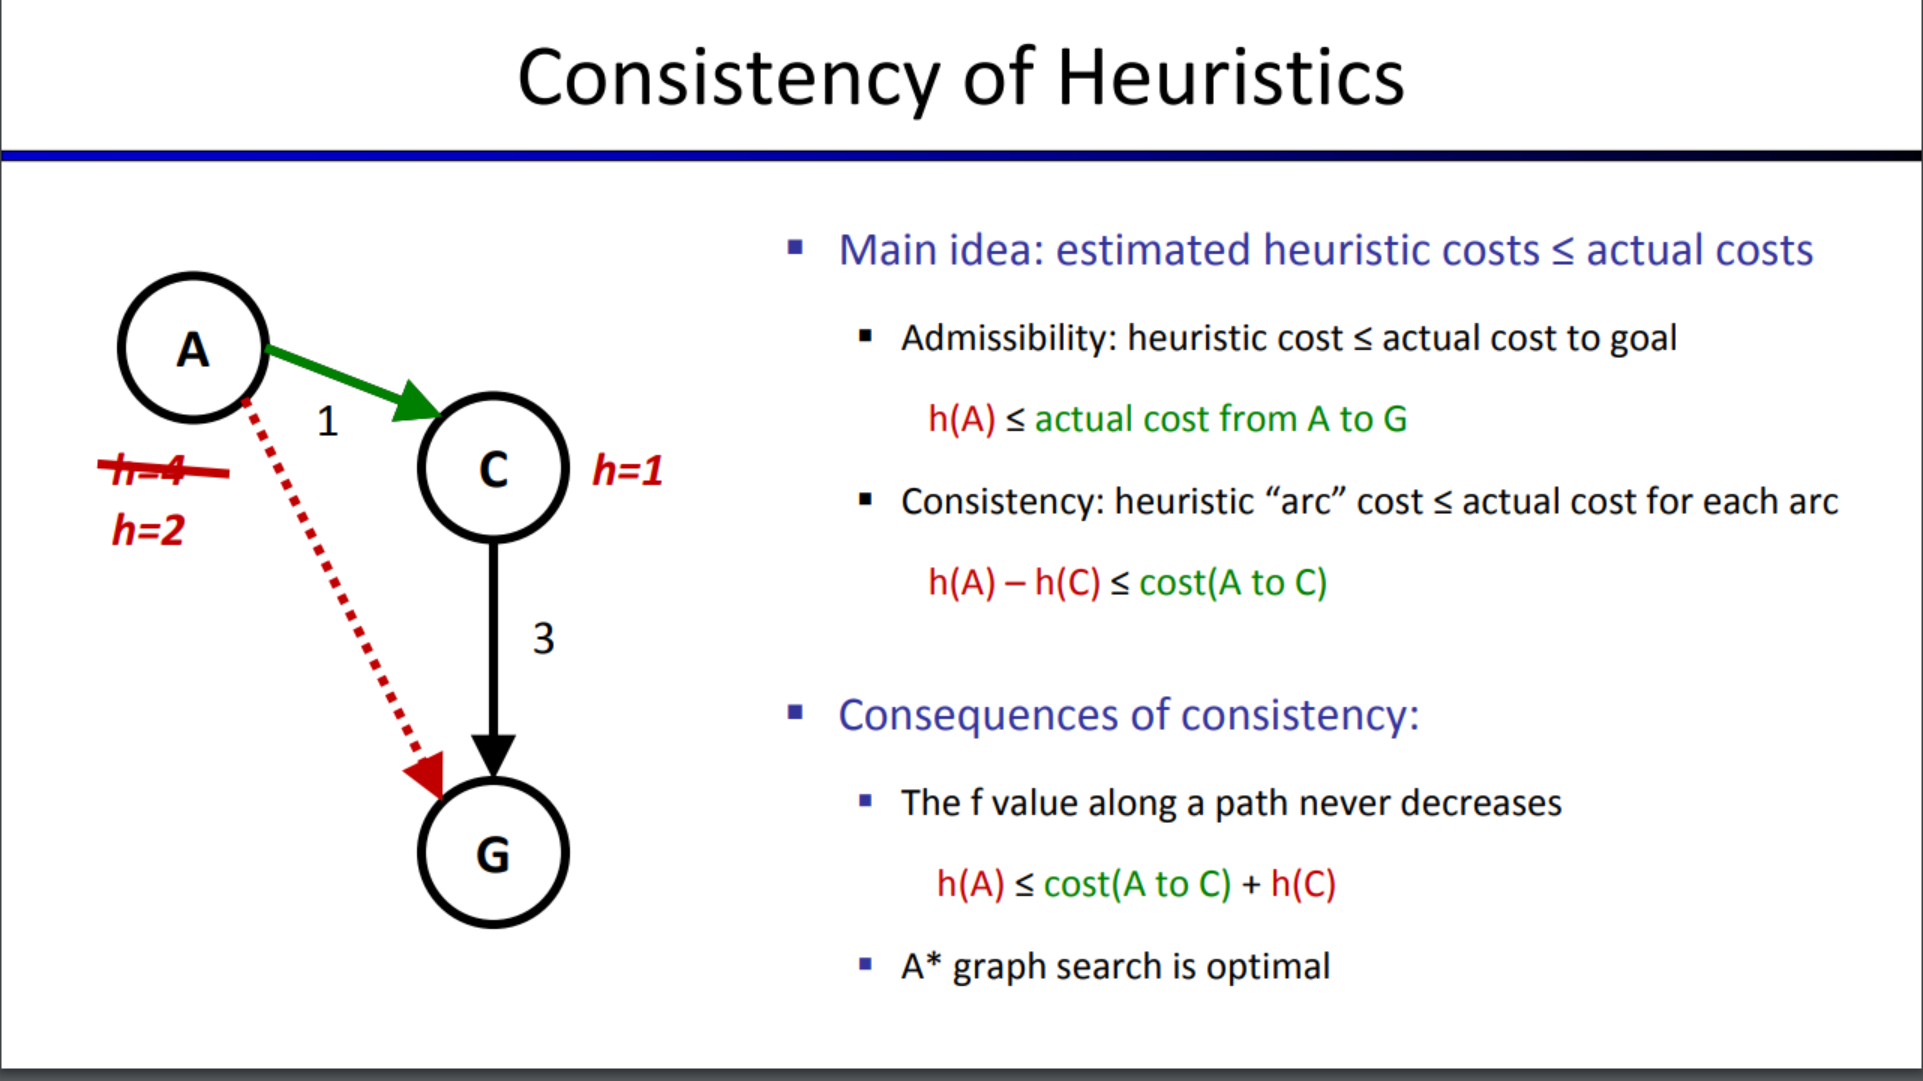 Consistency of Heuristics
A
1
h=4
h=2
C
h=1
3
G
▪ Main idea: estimated heuristic costs ≤ actual costs
▪ Admissibility: heuristic cost ≤ actual cost to goal
h(A) ≤ actual cost from A to G
▪ Consistency: heuristic “arc” cost ≤ actual cost for each arc
h(A) – h(C) ≤ cost(A to C)
▪ Consequences of consistency:
▪ The f value along a path never decreases
h(A) ≤ cost(A to C) + h(C)
▪ A* graph search is optimal